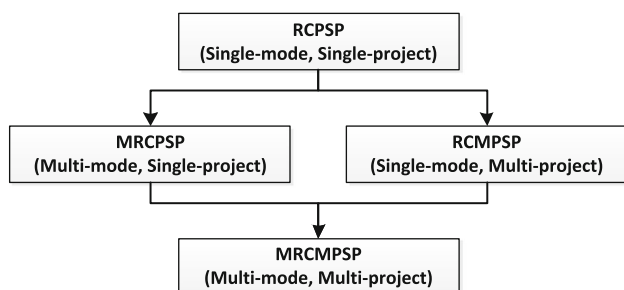 RCPSP
(Single-mode, Single-project)
MRCPSP
(Multi-mode, Single-project)
RCMPSP
(Single-mode, Multi-project)
MRCMPSP
(Multi-mode, Multi-project)